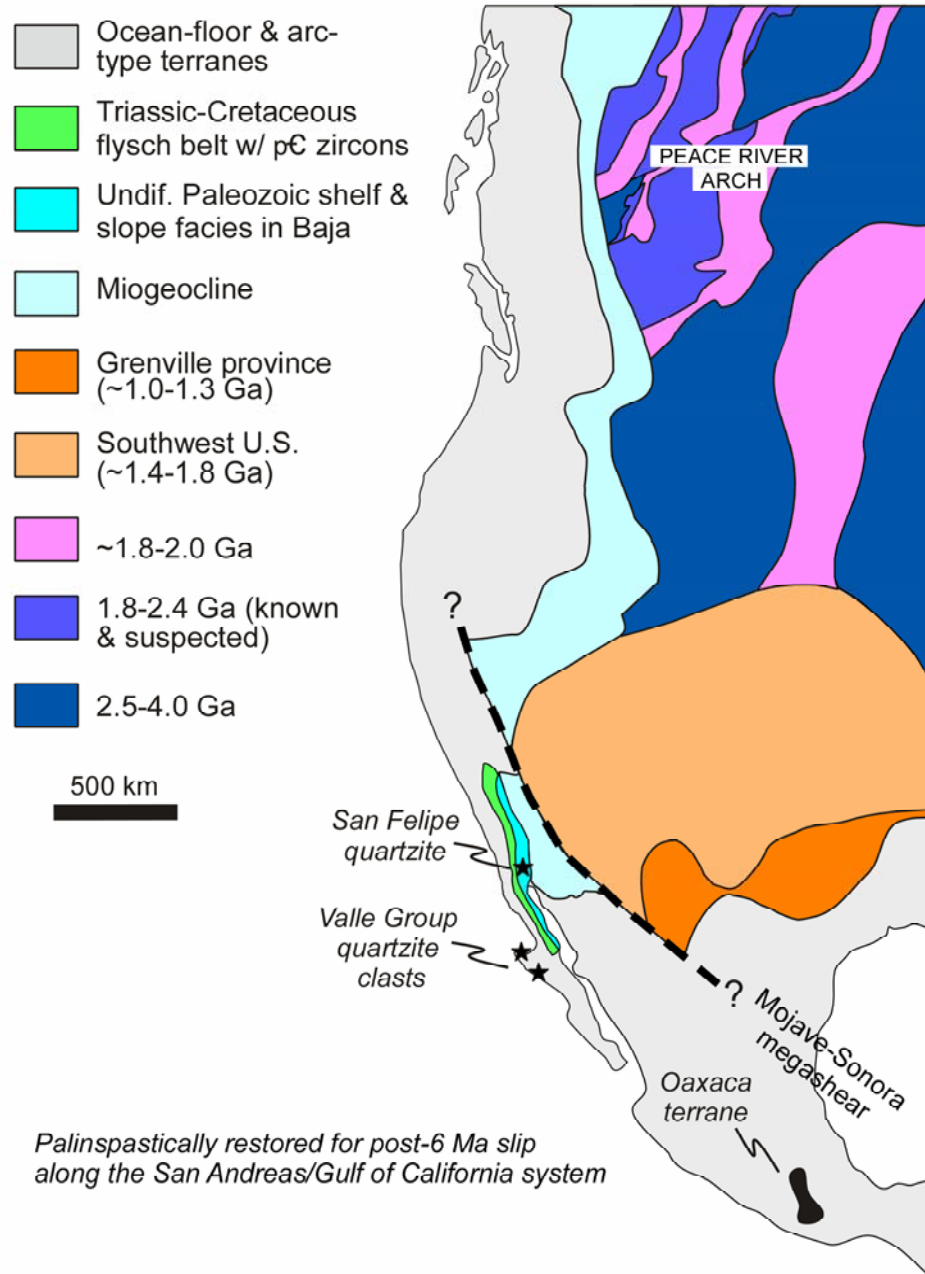 Ocean-floor & arc-
type terranes
Triassic-Cretaceous
flysch belt w/ p€ zircons
Undif. Paleozoic shelf &
slope facies in Baja
Miogeocline
Grenville province
(~1.0-1.3 Ga)
Southwest U.S.
(~1.4-1.8 Ga)
~1.8-2.0 Ga
1.8-2.4 Ga (known
& suspected)
2.5-4.0 Ga
500 km
PEACE RIVER
ARCH
?
San Felipe
quartzite
Valle Group
quartzite
clasts
?
Mojave-Sonora
megashear
Oaxaca
terrane
Palinspastically restored for post-6 Ma slip
along the San Andreas/Gulf of California system